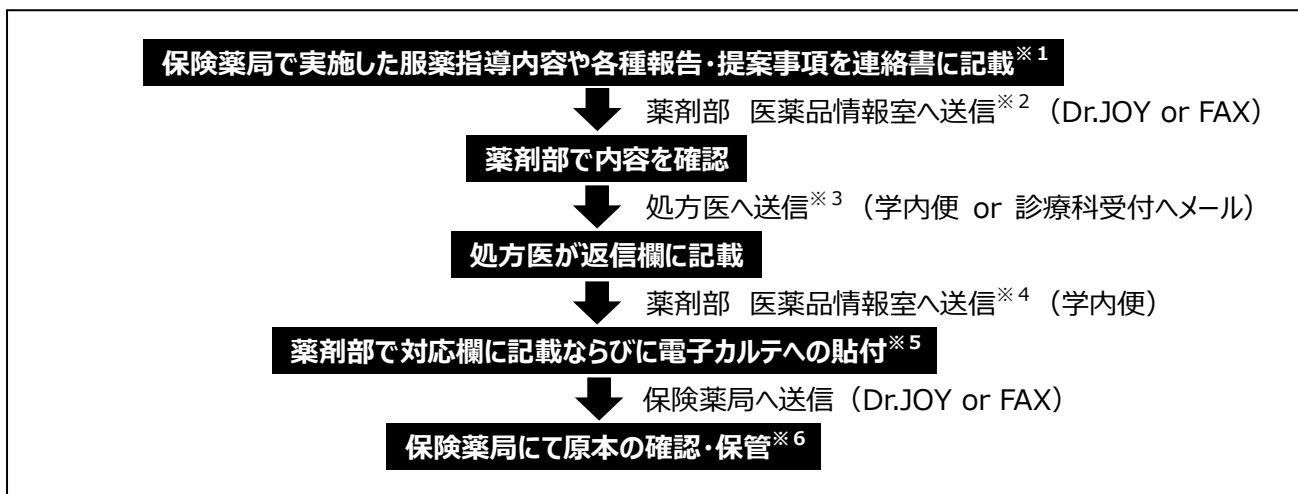 保険薬局で実施した服薬指導内容や各種報告・提案事項を連絡書に記載※1
薬剤部 医薬品情報室へ送信※2（Dr.JOY or FAX）
薬剤部で内容を確認
処方医へ送信※3（学内便 or 診療科受付へメール）
処方医が返信欄に記載
薬剤部 医薬品情報室へ送信※4（学内便）
薬剤部で対応欄に記載ならびに電子カルテへの貼付※5
保険薬局へ送信（Dr.JOY or FAX）
保険薬局にて原本の確認・保管※6